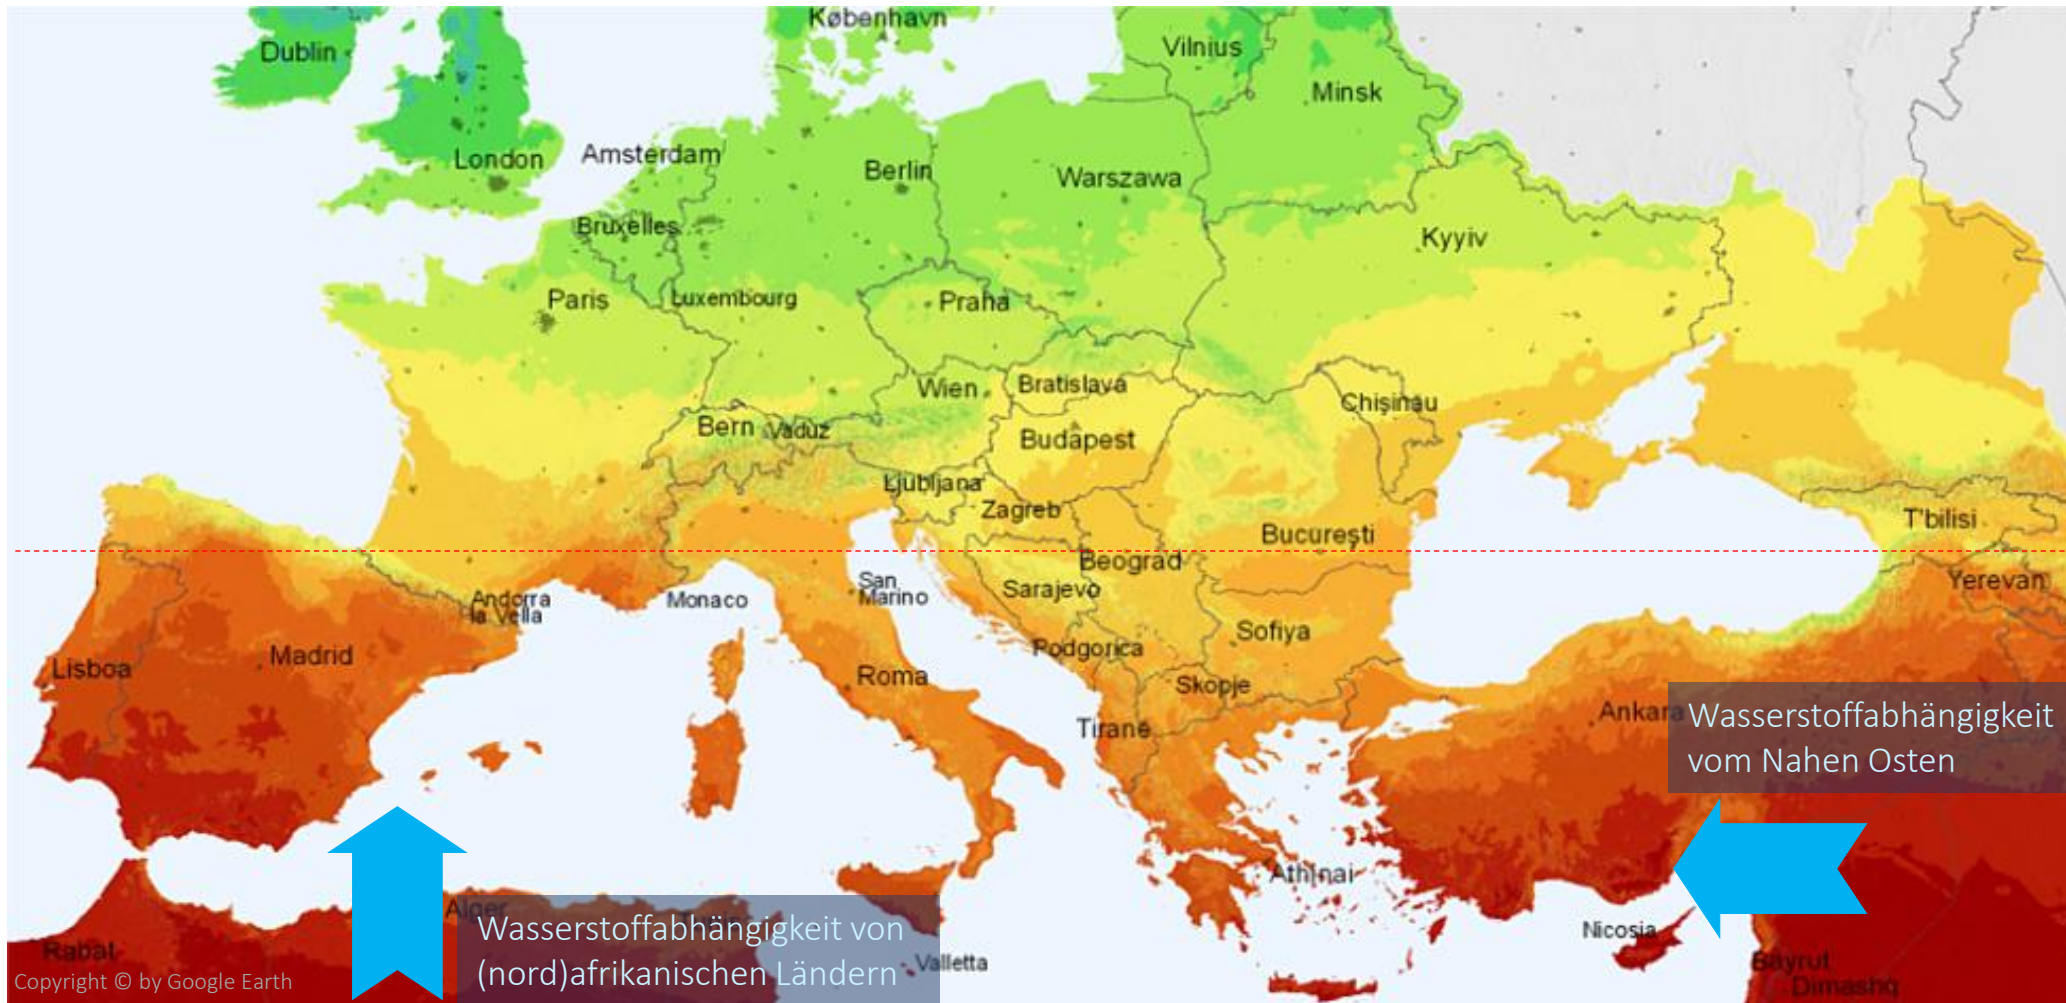 København
Dublin
Vilnius
Minsk
London
Amsterdam
Berlin
Warszawa
Bruxelles
Kyyiv
Paris
Luxembourg
Praha
Wien
Bratislava
Chişinau
Bern
Vaduz
Budapest
Ljubljana
Zagreb
T'bilisi
Bucureşti
Beograd
San
Marino
Sarajevo
Yerevan
Monaco
Andorra
la Vella
Sofiya
Podgorica
Madrid
Lisboa
Roma
Skopje
Tiranë
Ankara
Wasserstoffabhängigkeit
vom Nahen Osten
Athínai
Alger
Wasserstoffabhängigkeit von
(nord)afrikanischen Ländern
Nicosia
Rabat
Valletta
Bayrut
Dimashq
Copyright © by Google Earth